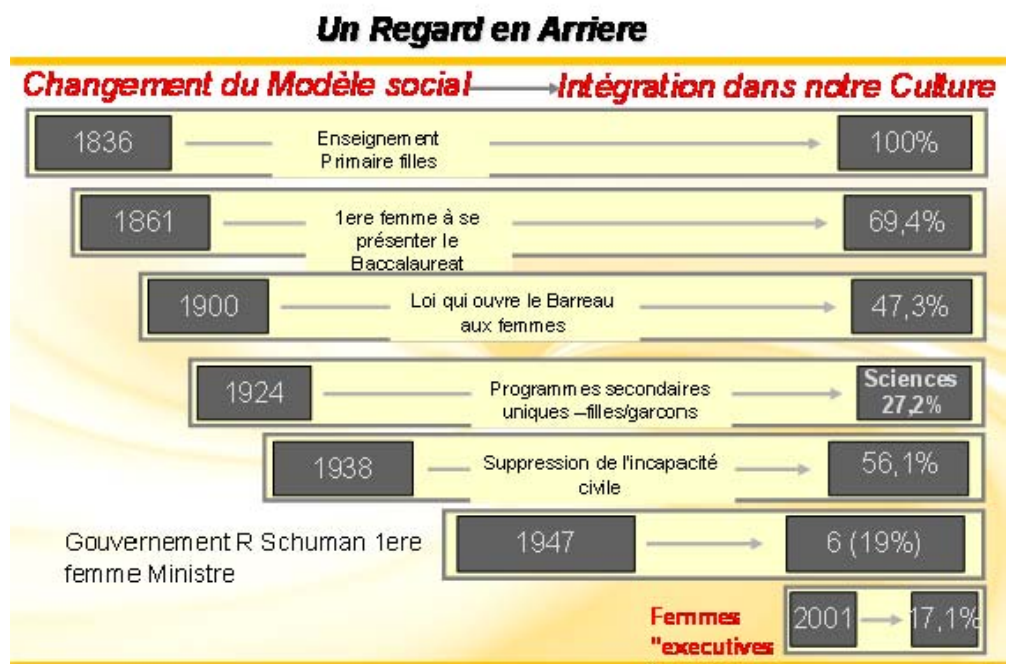 Un Regard en Arriere
Changement du Modèle social
Intégration dans notre Culture
1836
Enseignement
Primaire filles
100%
1861
1ere femme à se
présenter le
Baccalaureat
69,4%
1900
Loi qui ouvre le Barreau
aux femmes
47,3%
1924
Programmes secondaires
uniques –filles/garcons
Sciences
27,2%
1938
Suppression de l'incapacité
civile
56,1%
Gouvernement R Schuman 1ere
femme Ministre
1947
6 (19%)
Femmes
"executives
2001
17,1%